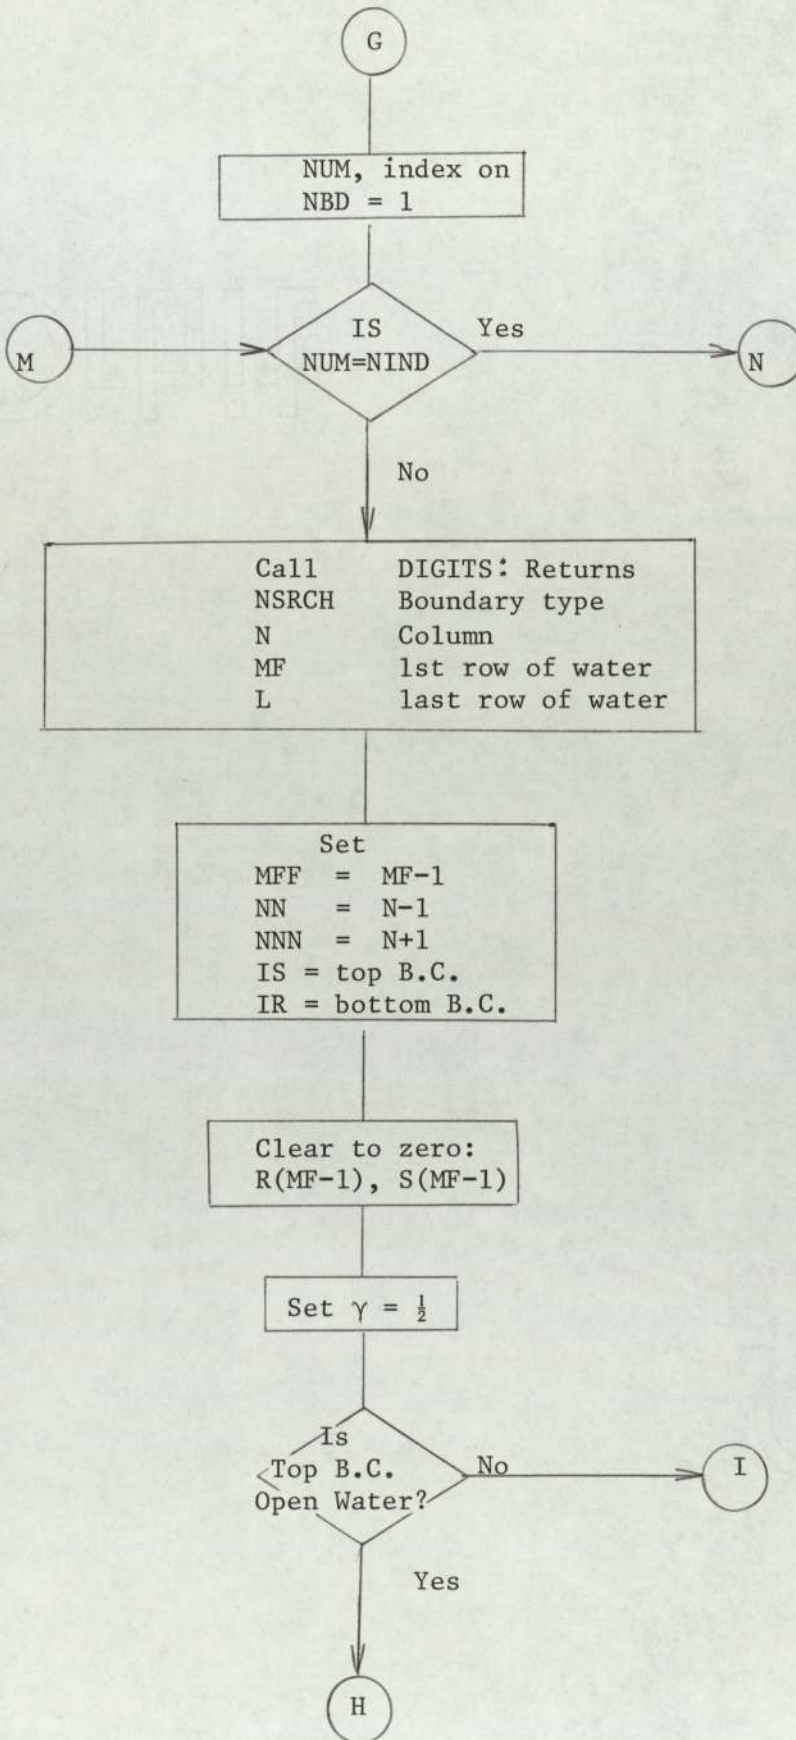 G
NUM, index on
NBD = 1
IS
NUM=NIND
Yes
M
N
No
Call DIGITS: Returns
NSRCH Boundary type
N Column
MF 1st row of water
L last row of water
Set
MFF = MF-1
NN = N-1
NNN = N+1
IS = top B.C.
IR = bottom B.C.
Clear to zero:
R(MF-1), S(MF-1)
Set γ = ½
Is
Top B.C.
Open Water?
No
I
Yes
H